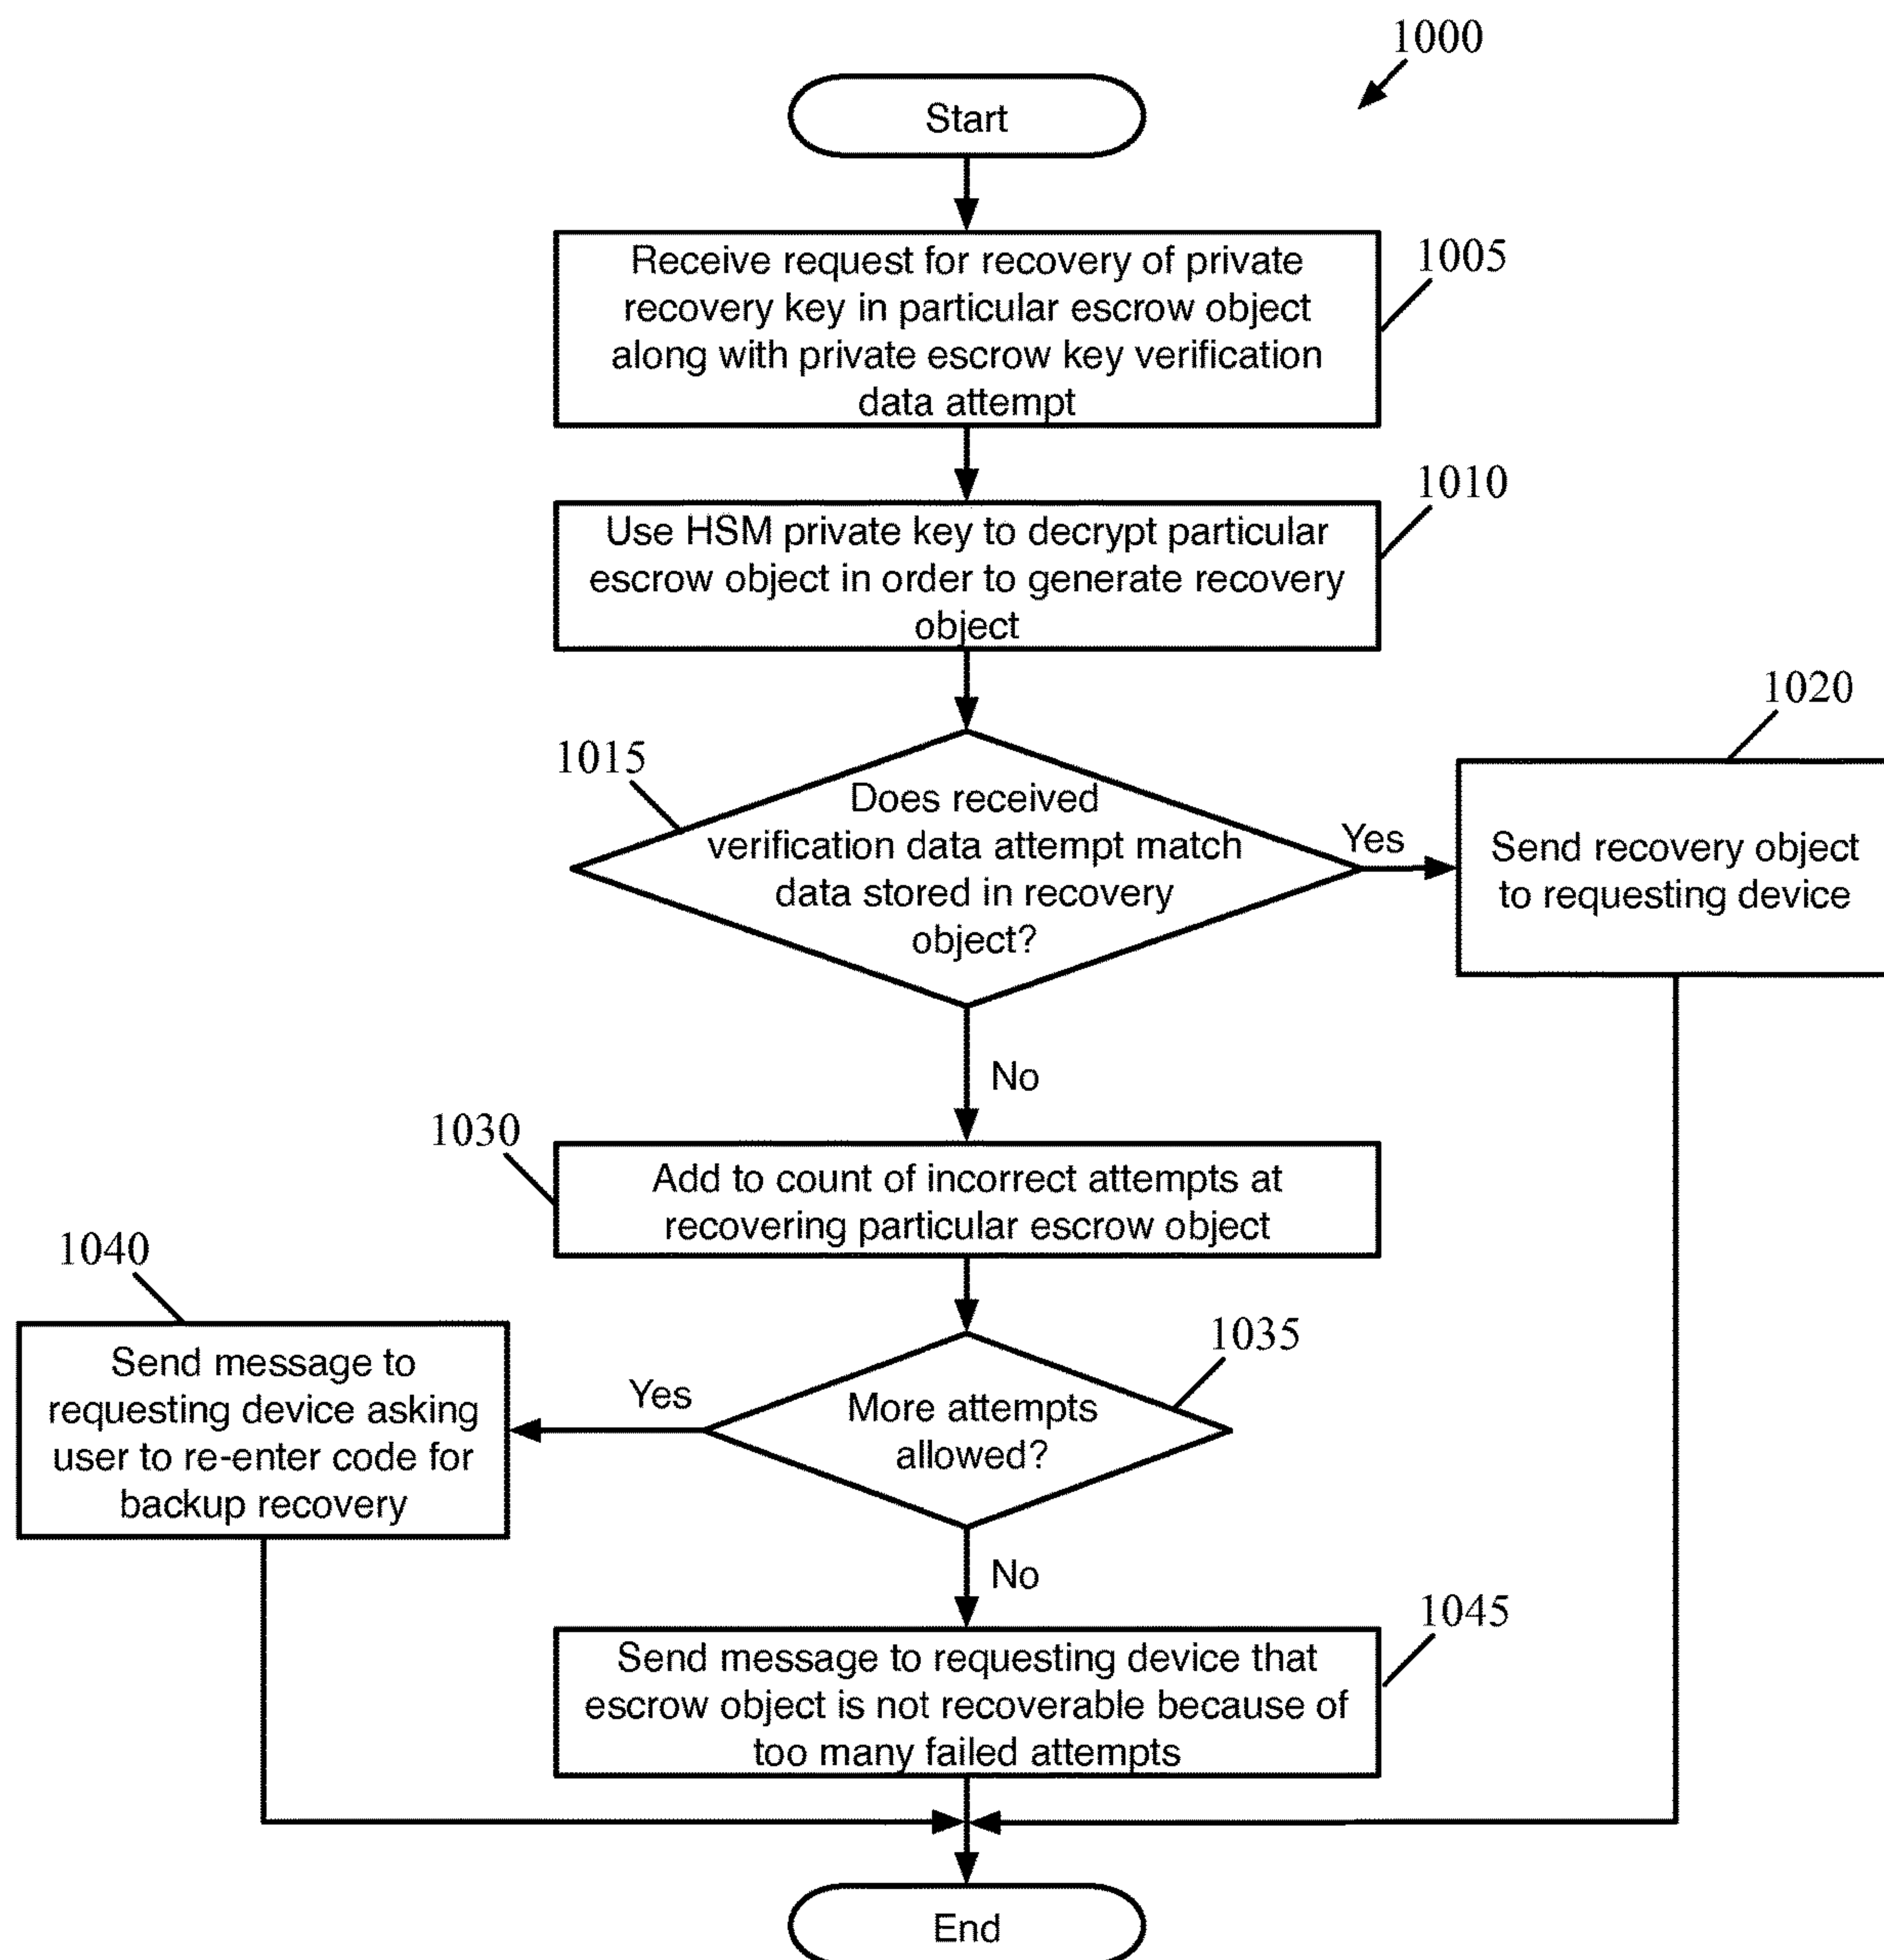 1000
Start
Receive request for recovery of private
recovery key in particular escrow object
along with private escrow key verification
data attempt
1005
Use HSM private key to decrypt particular
escrow object in order to generate recovery
object
1010
1015
Does received
verification data attempt match
data stored in recovery
object?
Yes
1020
Send recovery object
to requesting device
No
1030
Add to count of incorrect attempts at
recovering particular escrow object
1035
More attempts
allowed?
Yes
1040
Send message to
requesting device asking
user to re-enter code for
backup recovery
No
1045
Send message to requesting device that
escrow object is not recoverable because of
too many failed attempts
End